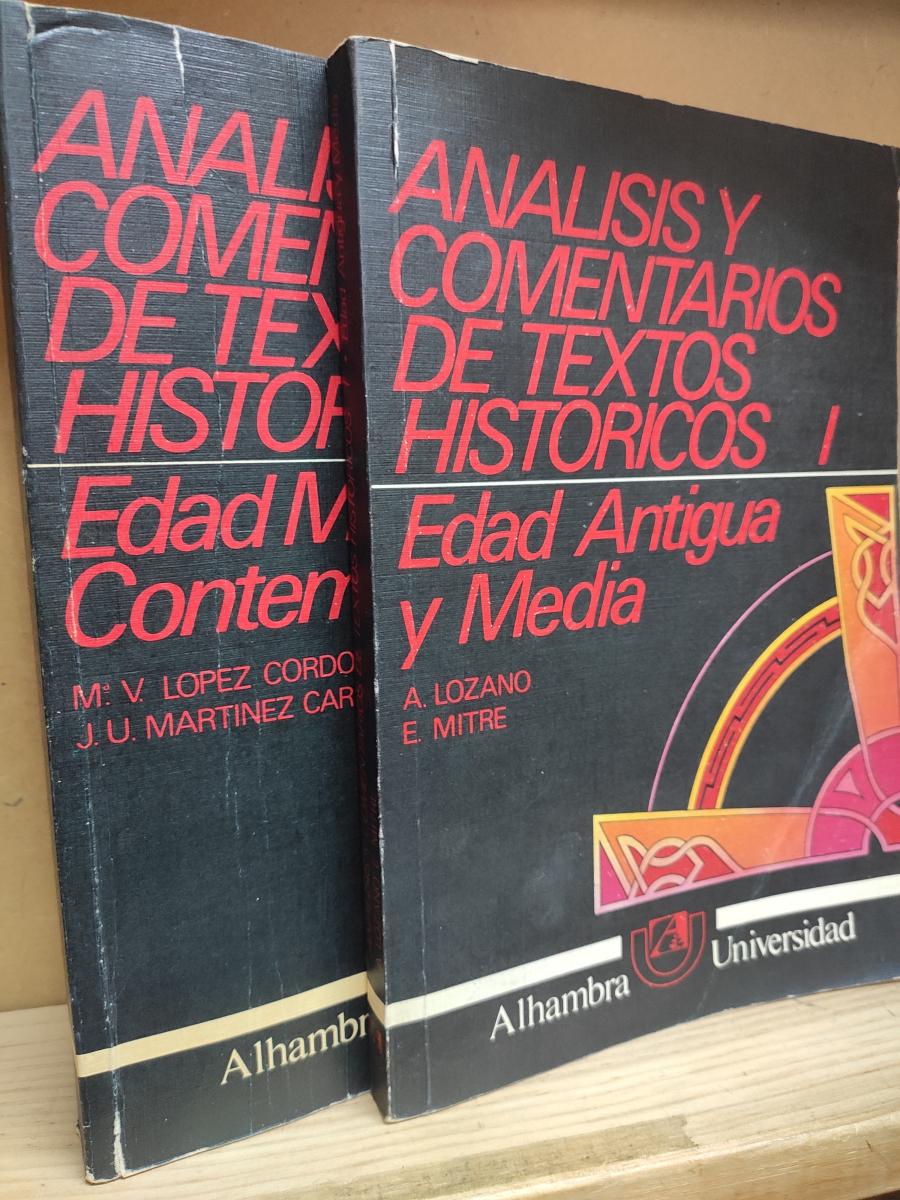 ANALI
COMEN
DE TEX
HISTOR
Edad M
Contem
Mª V. LOPEZ CORDO
J. U. MARTINEZ CAR
Alhambr
ANALISIS Y
COMENTARIOS
DE TEXTOS
HISTORICOS I
Edad Antigua
y Media
A. LOZANO
E. MITRE
Alhambra Universidad